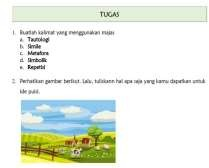 TUGAS
1. Buatlah kalimat yang menggunakan majas
a. Tautologi
b. Simile
c. Metafora
d. Simbolik
e. Repetisi
2. Perhatikan gambar berikut. Lalu, tuliskann hal apa saja yang kamu dapatkan untuk
ide puisi.